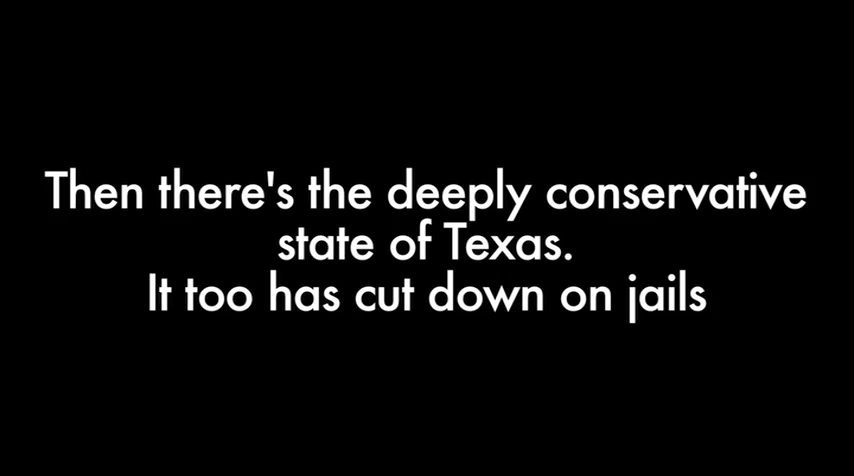 Then there's the deeply conservative
state of Texas.
It too has cut down on jails